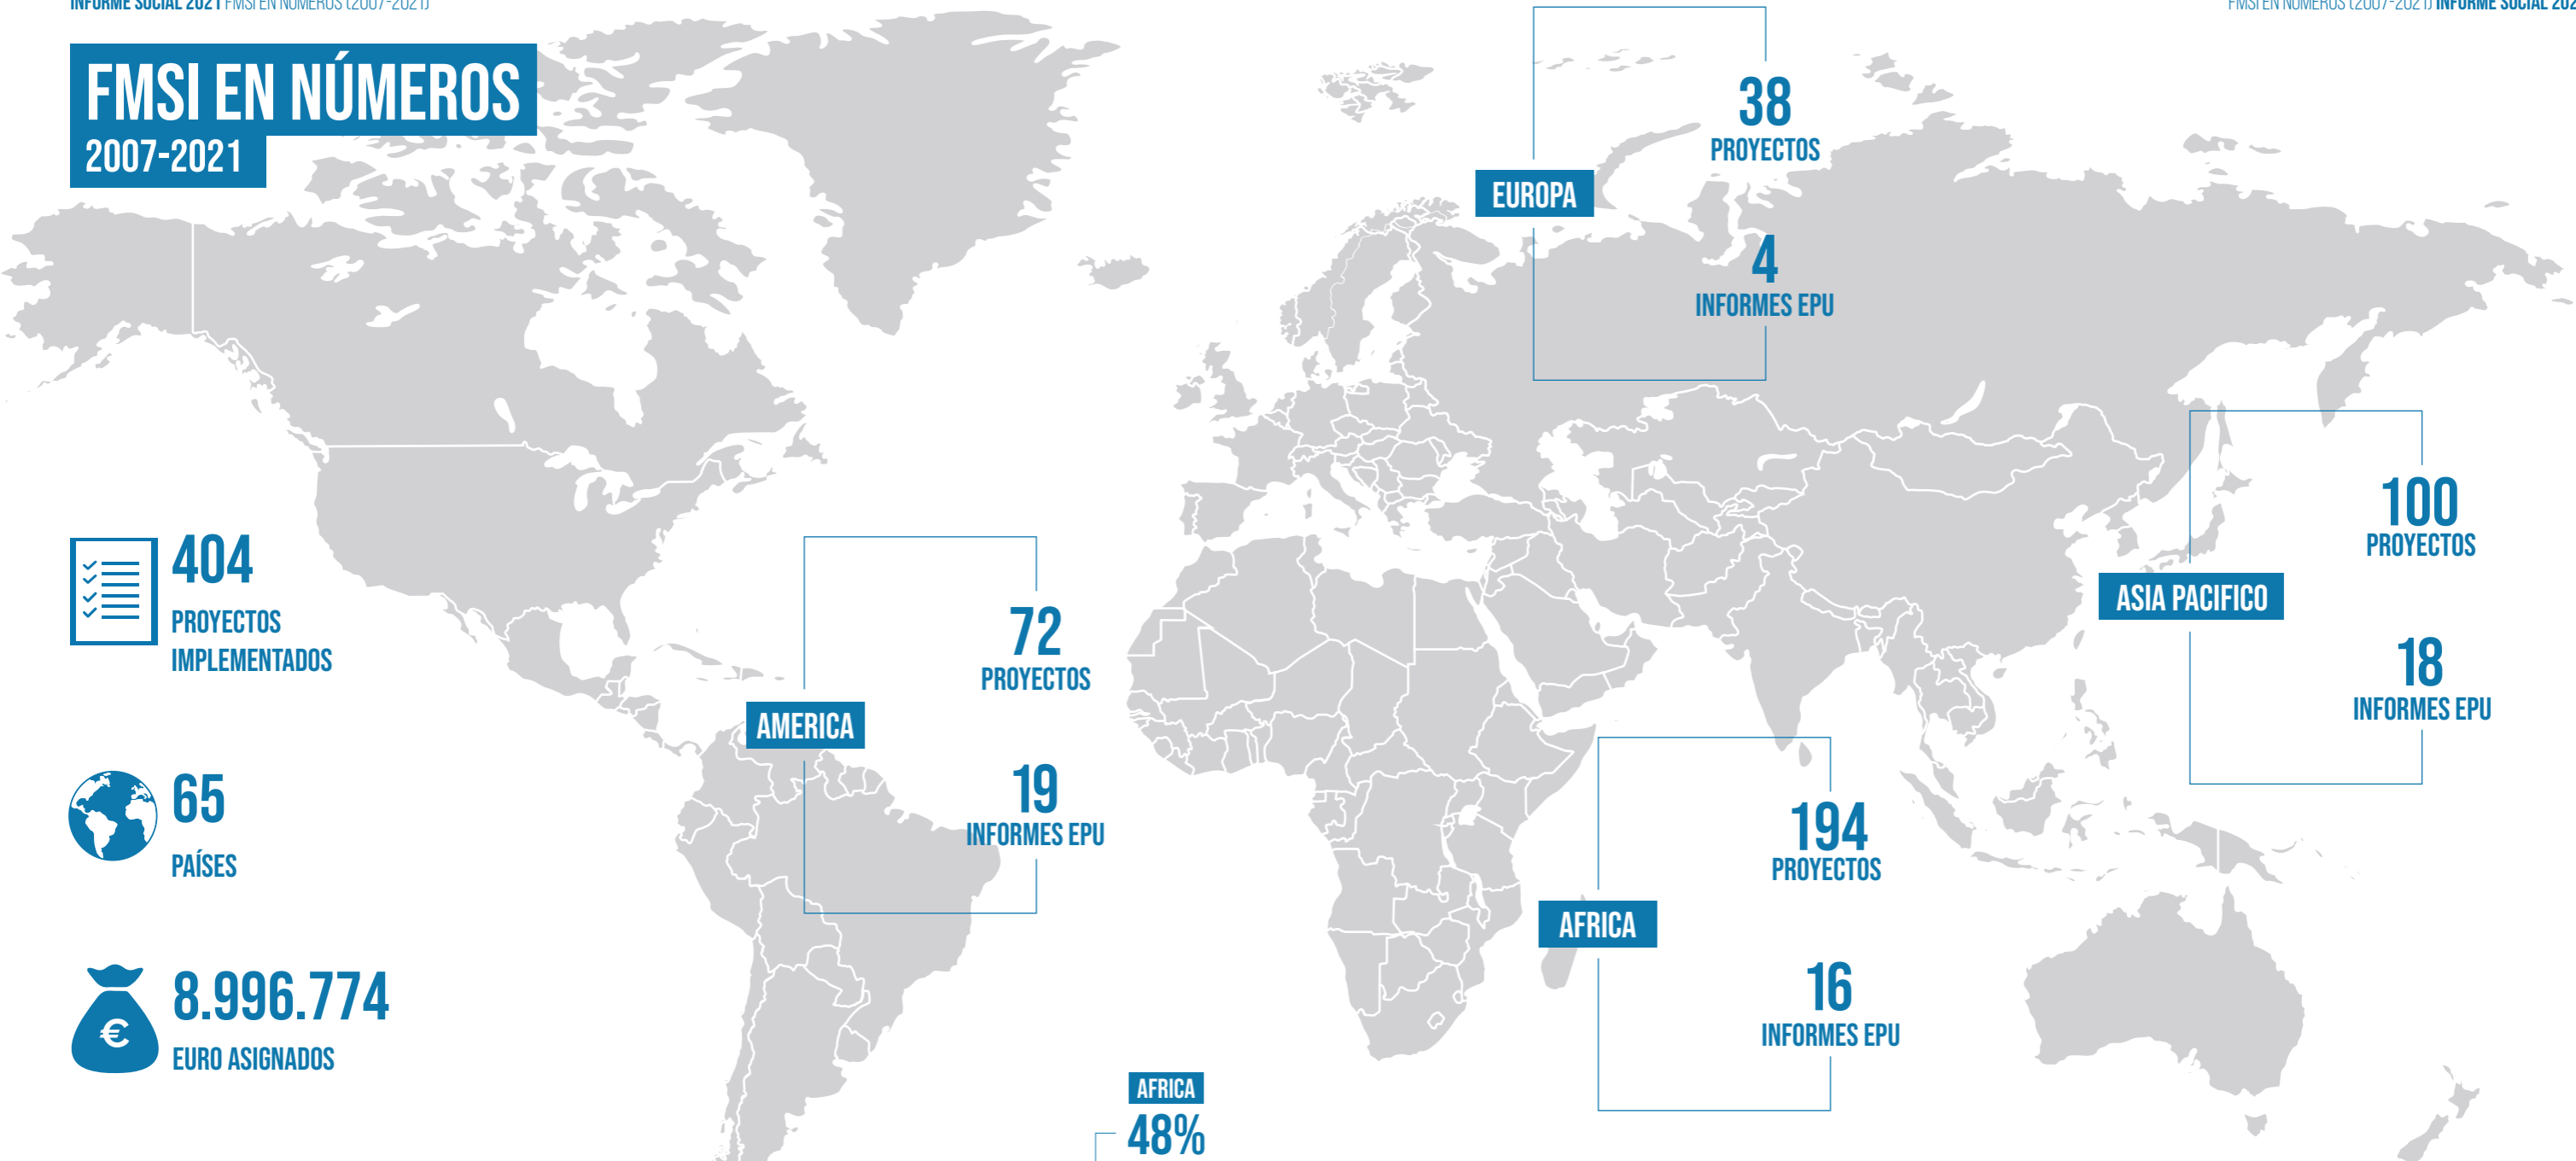 INFORME SOCIAL 2021 FMSI EN NÚMEROS (2007-2021)
FMSI EN NÚMEROS (2007-2021) INFORME SOCIAL 202
FMSI EN NÚMEROS
2007-2021
38
PROYECTOS
EUROPA
4
INFORMES EPU
100
PROYECTOS
ASIA PACIFICO
18
INFORMES EPU
404
PROYECTOS
IMPLEMENTADOS
72
PROYECTOS
AMERICA
19
INFORMES EPU
65
PAÍSES
194
PROYECTOS
AFRICA
16
INFORMES EPU
8.996.774
€
EURO ASIGNADOS
AFRICA
48%